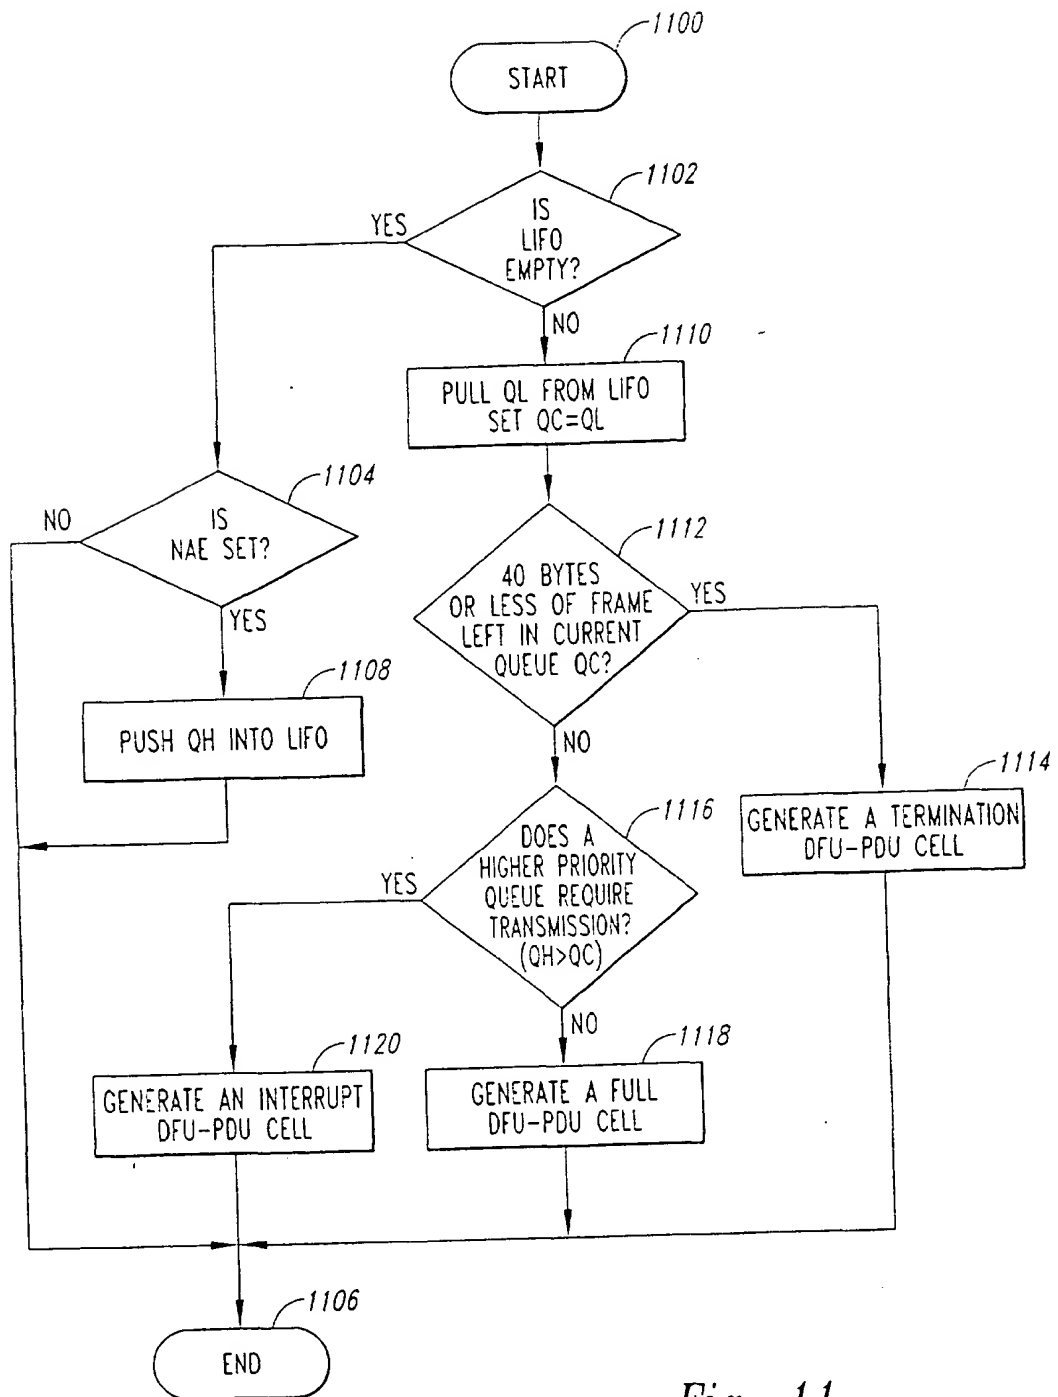 1100
START
1102
IS
LIFO
EMPTY?
YES
NO
1110
PULL QL FROM LIFO
SET QC=QL
1104
IS
NAE SET?
NO
YES
1112
40 BYTES
OR LESS OF FRAME
LEFT IN CURRENT
QUEUE QC?
YES
NO
1108
PUSH QH INTO LIFO
1114
GENERATE A TERMINATION
DFU-PDU CELL
1116
DOES A
HIGHER PRIORITY
QUEUE REQUIRE
TRANSMISSION?
(QH>QC)
YES
NO
1120
GENERATE AN INTERRUPT
DFU-PDU CELL
1118
GENERATE A FULL
DFU-PDU CELL
1106
END
Fig. 11